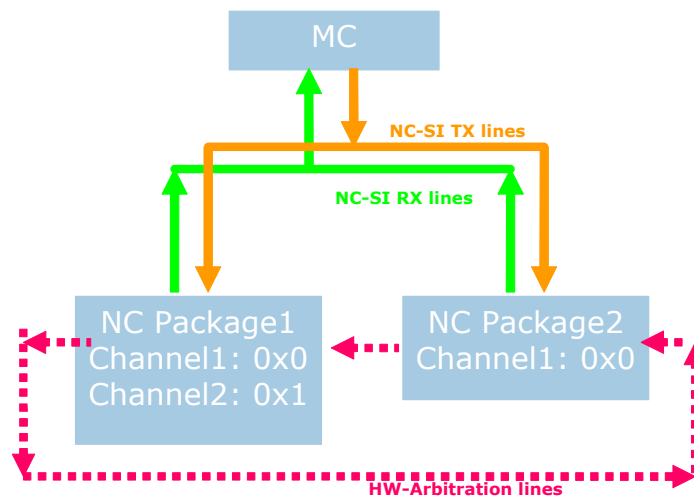 MC
NC-SI TX lines
NC-SI RX lines
NC Package1
Channel1: 0x0
Channel2: 0x1
NC Package2
Channel1: 0x0
HW-Arbitration lines